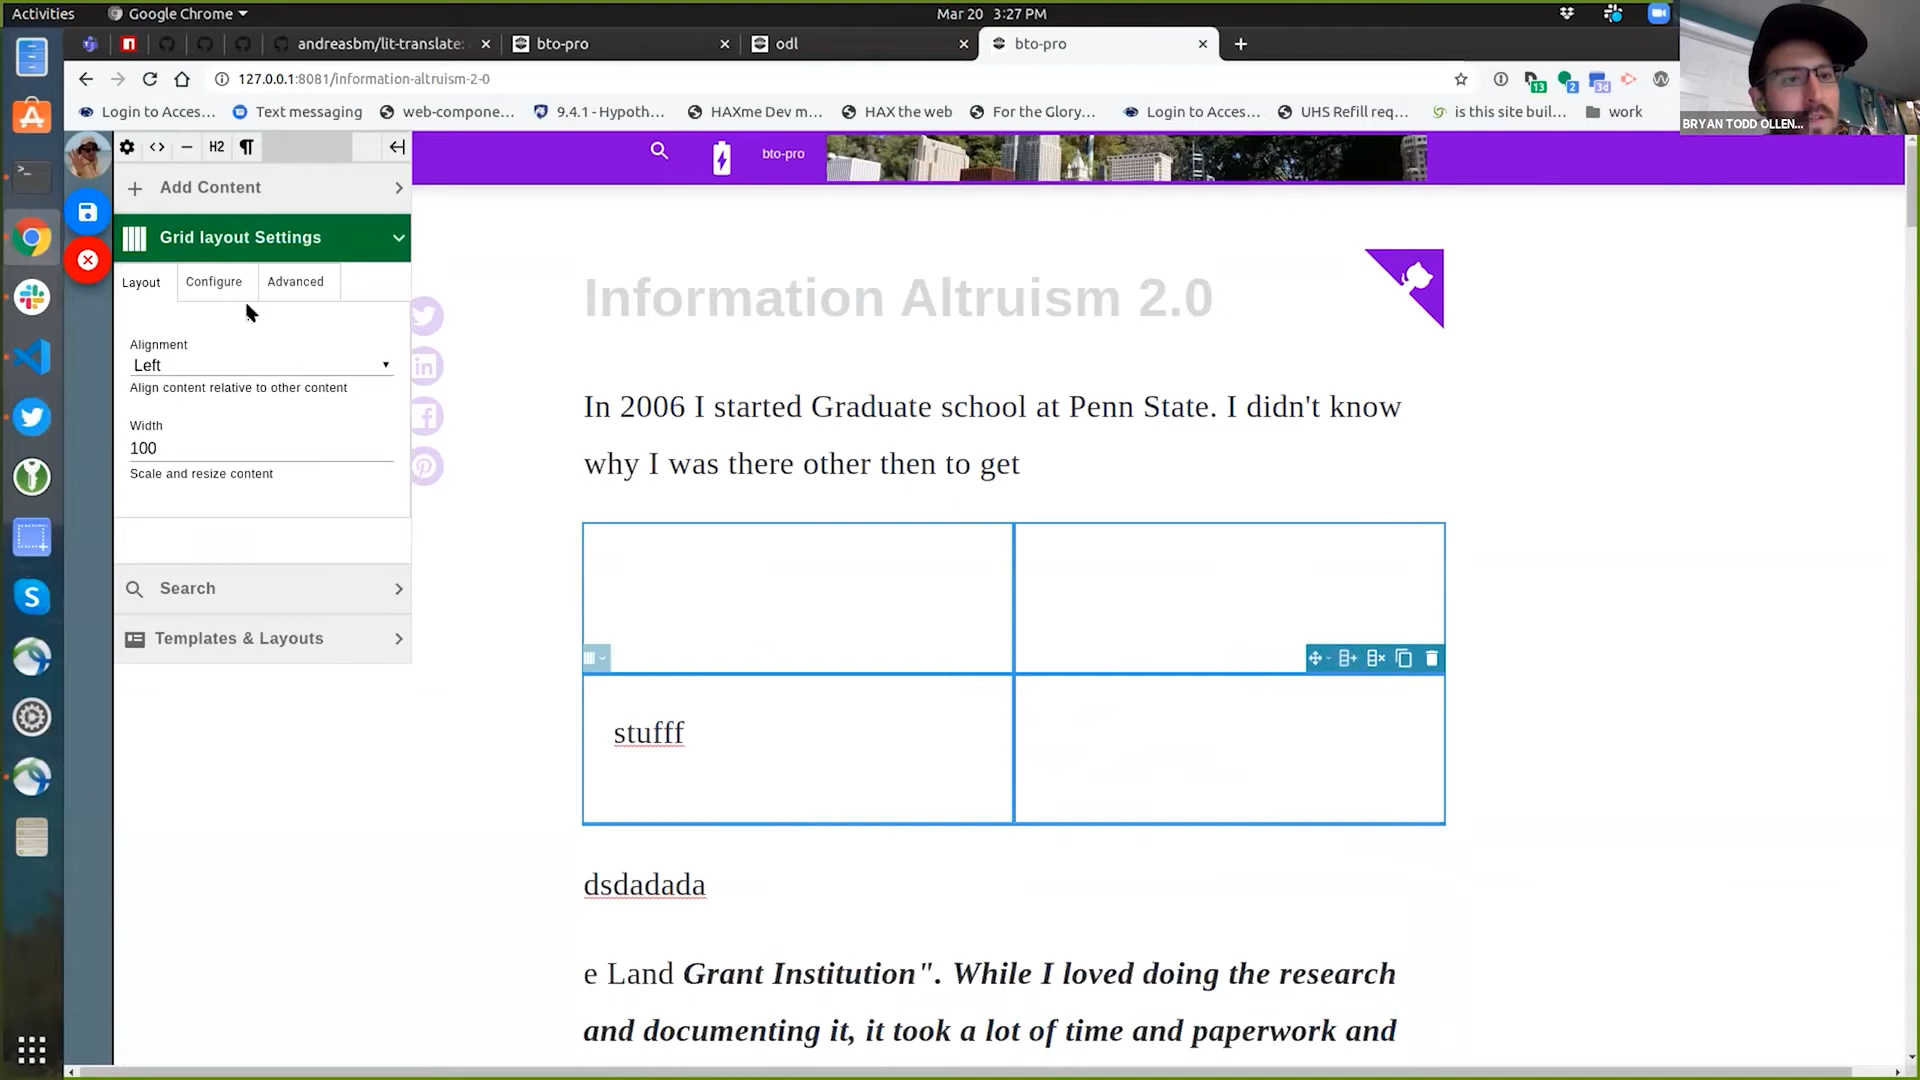 Activities
Google Chrome
Mar 20 3:27 PM
andreasbm/lit-translate:
bto-pro
odl
bto-pro
127.0.0.1:8081/information-altruism-2-0
13
2
3d
Login to Acces...
Text messaging
web-compone...
9.4.1 - Hypoth...
HAXme Dev m...
HAX the web
For the Glory...
Login to Acces...
UHS Refill req...
is this site buil...
work
BRYAN TODD OLLEN...
H2
bto-pro
Add Content
Grid layout Settings
Layout
Configure
Advanced
Alignment
Left
Align content relative to other content
Width
100
Scale and resize content
Search
Templates & Layouts
Information Altruism 2.0
In 2006 I started Graduate school at Penn State. I didn't know
why I was there other then to get
stufff
dsdadada
e Land Grant Institution". While I loved doing the research
and documenting it, it took a lot of time and paperwork and